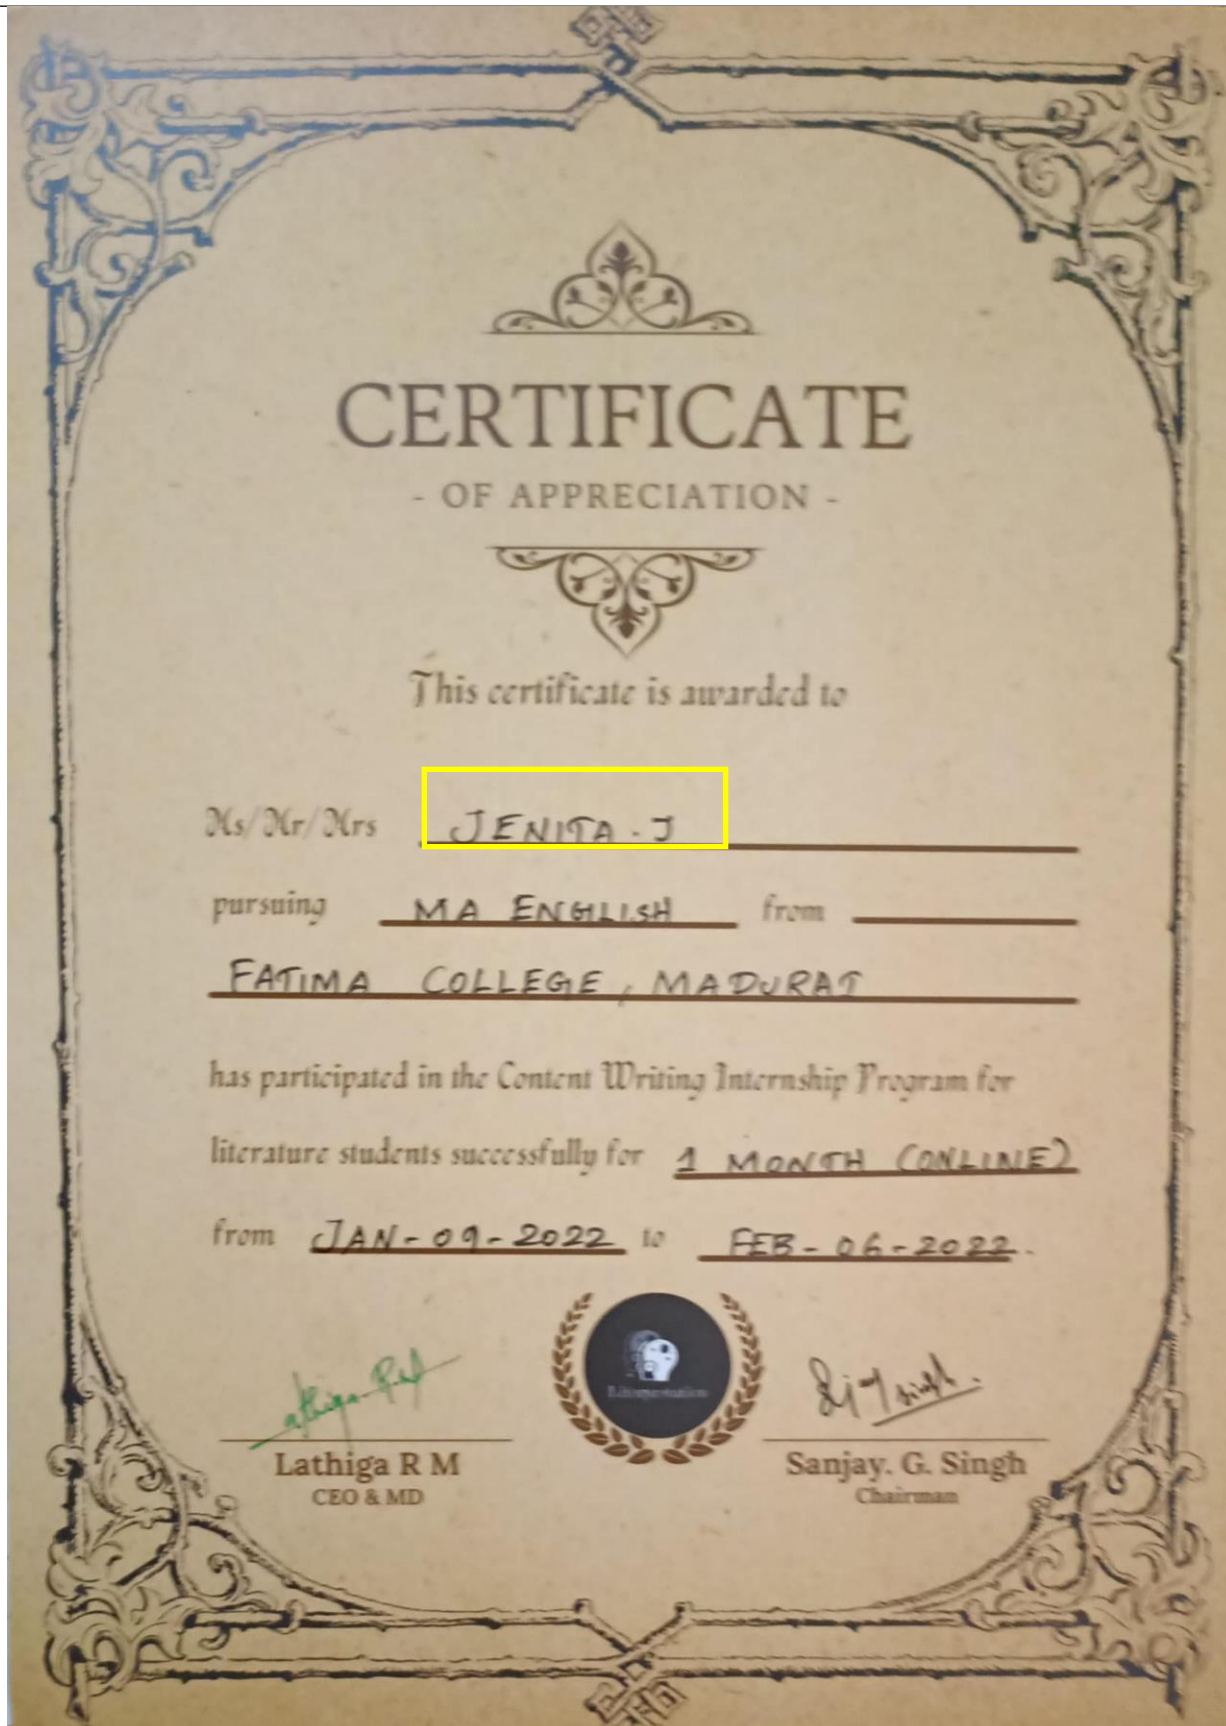 CERTIFICATE
- OF APPRECIATION -
This certificate is awarded to
Ms/Mr/Mrs JENITA . J
pursuing MA ENGLISH from
FATIMA COLLEGE, MADURAI
has participated in the Content Writing Internship Program for
literature students successfully for 1 MONTH (ONLINE)
from JAN-09-2022 to FEB-06-2022.
Lathiga R M Sanjay. G. Singh
CEO & MD Chairman